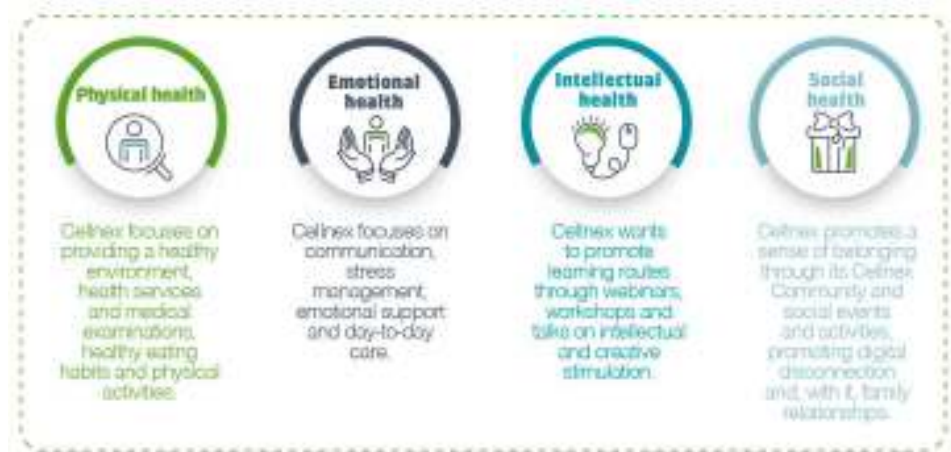 Physical health
Cellnex focuses on
providing a healthy
environment,
health services
and medical
examinations,
healthy eating
habits and physical
activities.
Emotional
health
Cellnex focuses on
communication,
stress
management,
emotional support
and day-to-day
care.
Intellectual
health
Cellnex wants
to promote
learning routes
through webinars,
workshops and
talks on intellectual
and creative
stimulation.
Social
health
Cellnex promotes a
sense of belonging
through its Cellnex
Community and
social events
and activities,
promoting digital
disconnection
and, with it, family
relationships.